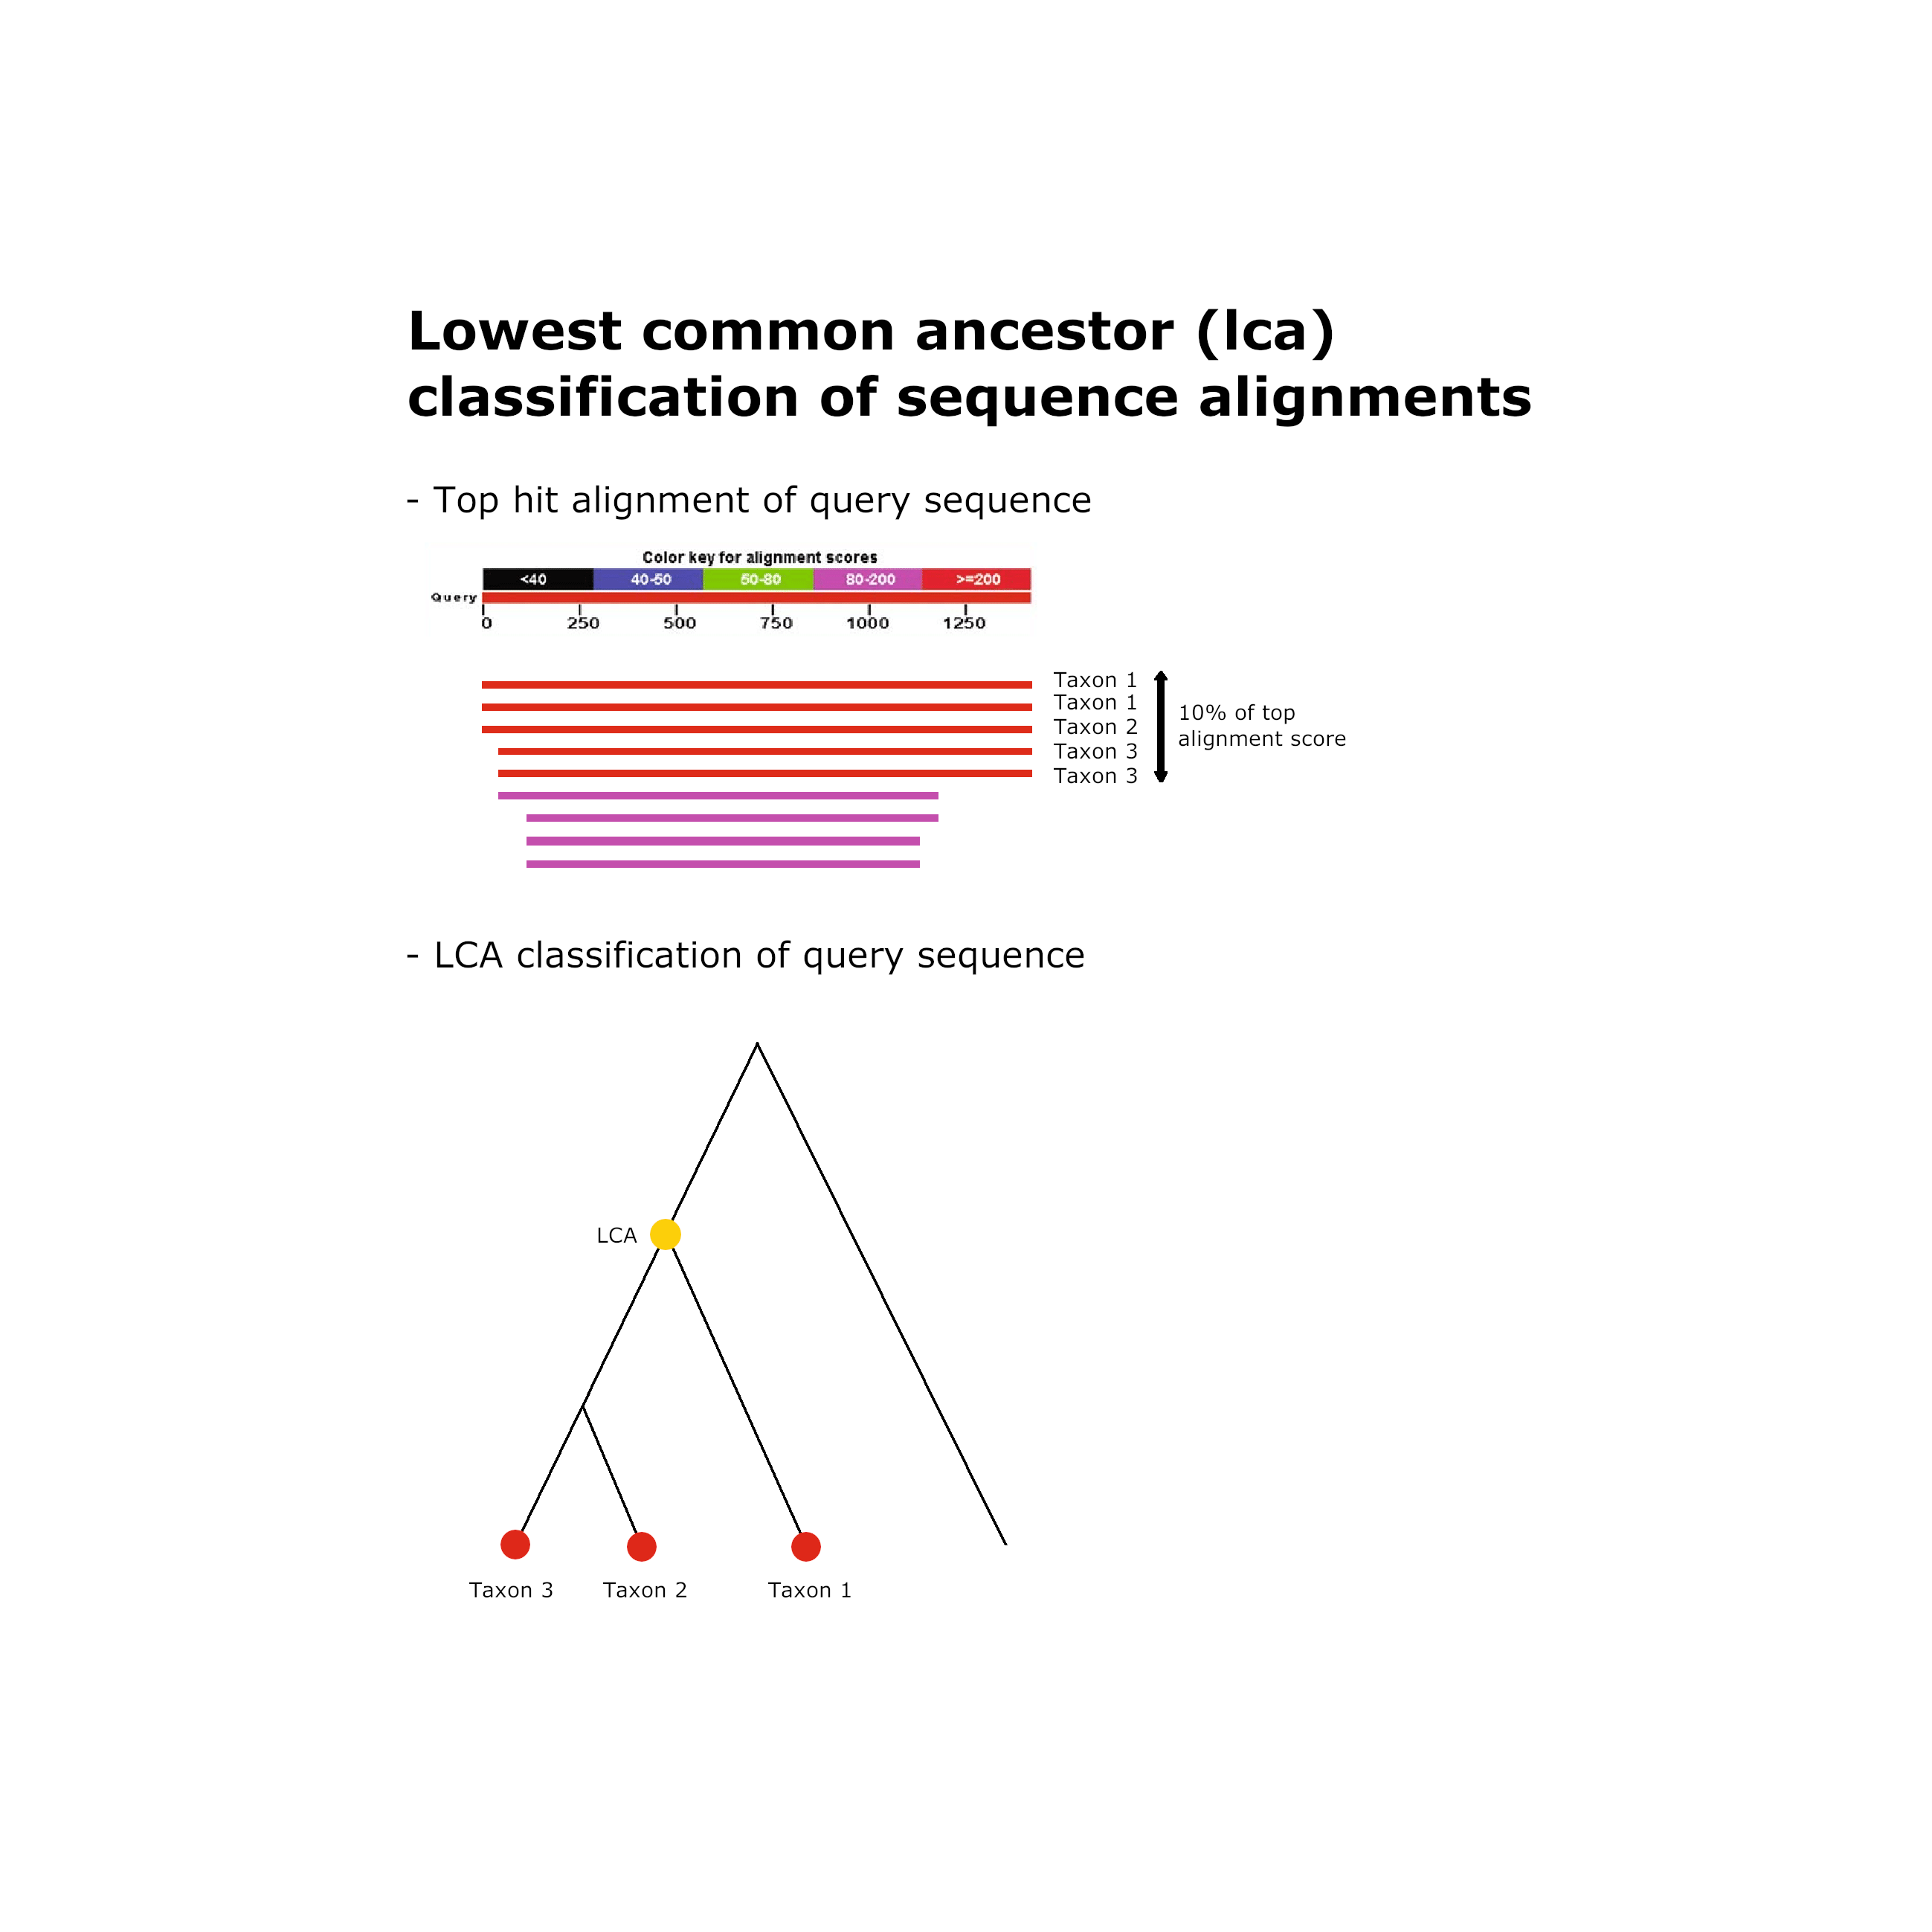 Lowest common ancestor (lca)
classification of sequence alignments
- Top hit alignment of query sequence
Color key for alignment scores
<40 40-50 50-80 80-200 >=200
Query
0 250 500 750 1000 1250
Taxon 1
Taxon 1
Taxon 2
Taxon 3
Taxon 3
10% of top
alignment score
- LCA classification of query sequence
LCA
Taxon 3 Taxon 2 Taxon 1